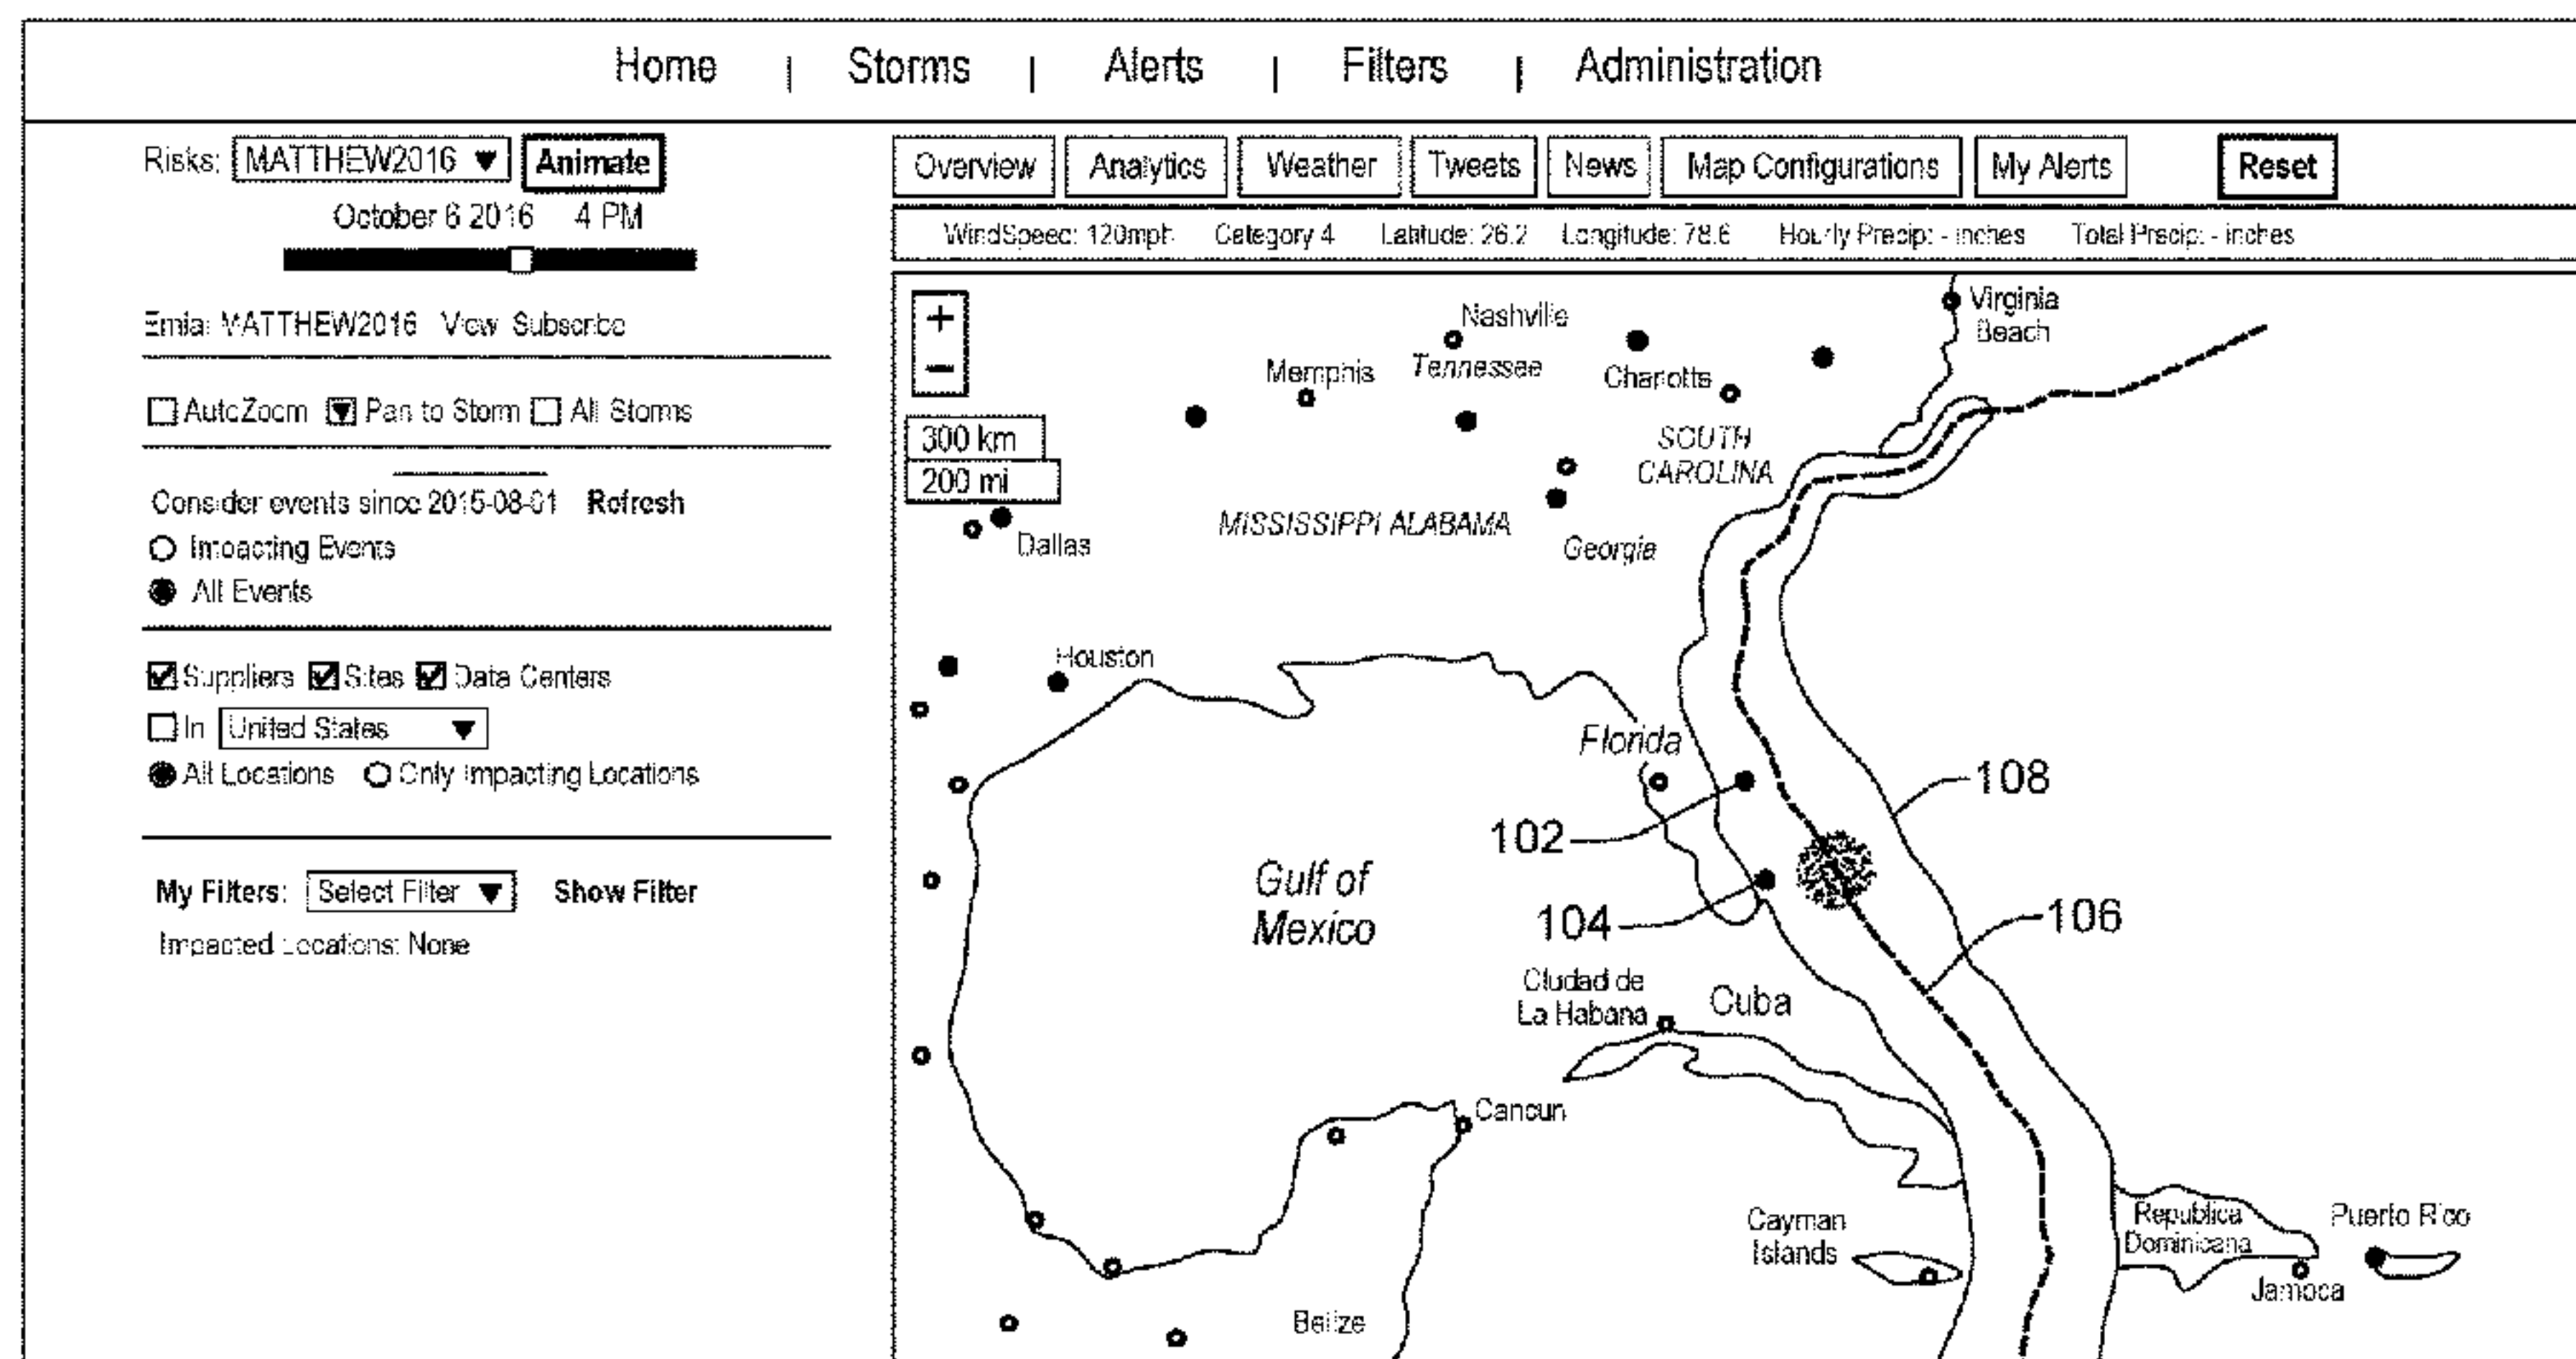 Home | Storms | Alerts | Filters | Administration
Risks: MATTHEW2016 Animate
October 6 2016 4 PM
Emia: MATTHEW2016 View Subscribe
AutoZoom Pan to Storm All Storms
Consider events since 2015-08-01 Refresh
Impacting Events
All Events
Suppliers Sites Data Centers
In United States
All Locations Only Impacting Locations
My Filters: Select Filter Show Filter
Impacted Locations: None
Overview Analytics Weather Tweets News Map Configurations My Alerts Reset
WindSpeed: 120mph Category 4 Latitude: 26.2 Longitude: 78.6 Hourly Precip: - inches Total Precip: - inches
+
−
300 km
200 mi
Virginia
Beach
Nashville
Tennessee
Memphis
Charlotte
SOUTH
CAROLINA
MISSISSIPPI ALABAMA
Georgia
Dallas
Houston
Florida
108
102
Gulf of
Mexico
104
106
Ciudad de
La Habana
Cuba
Cancun
Cayman
Islands
Republica
Dominicana
Puerto Rico
Jamoca
Belize